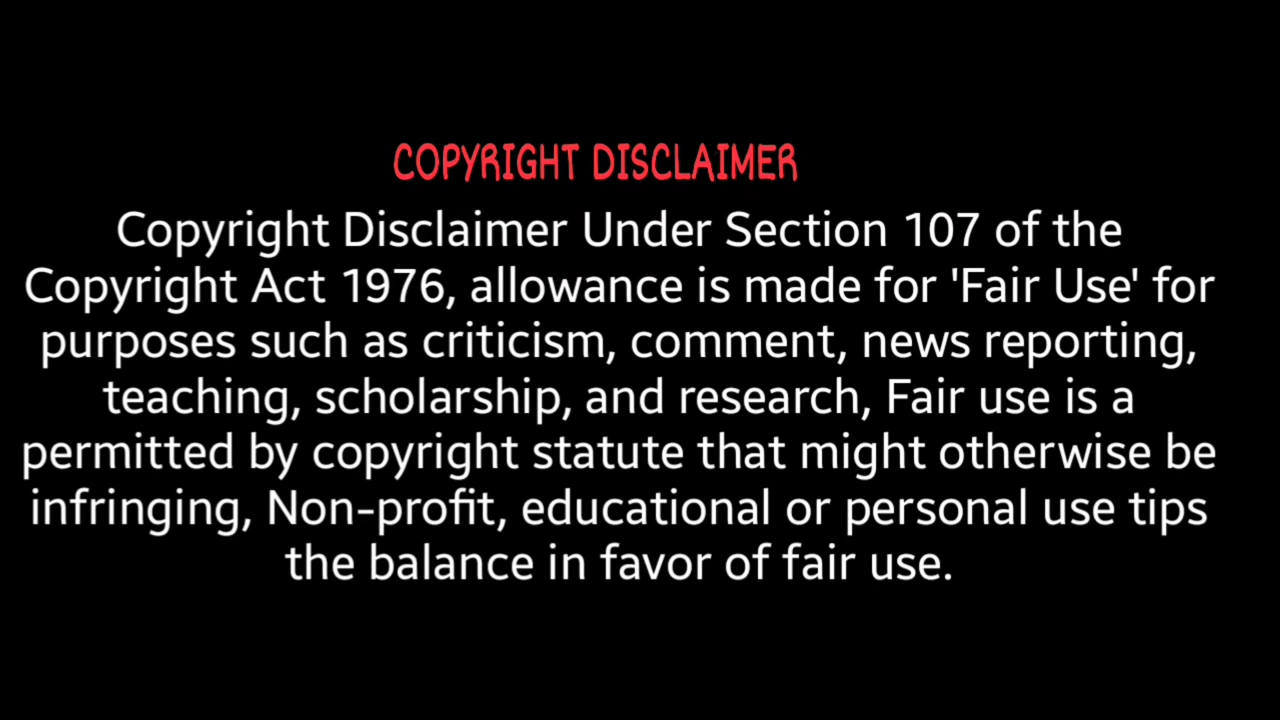 COPYRIGHT DISCLAIMER
Copyright Disclaimer Under Section 107 of the
Copyright Act 1976, allowance is made for 'Fair Use' for
purposes such as criticism, comment, news reporting,
teaching, scholarship, and research, Fair use is a
permitted by copyright statute that might otherwise be
infringing, Non-profit, educational or personal use tips
the balance in favor of fair use.